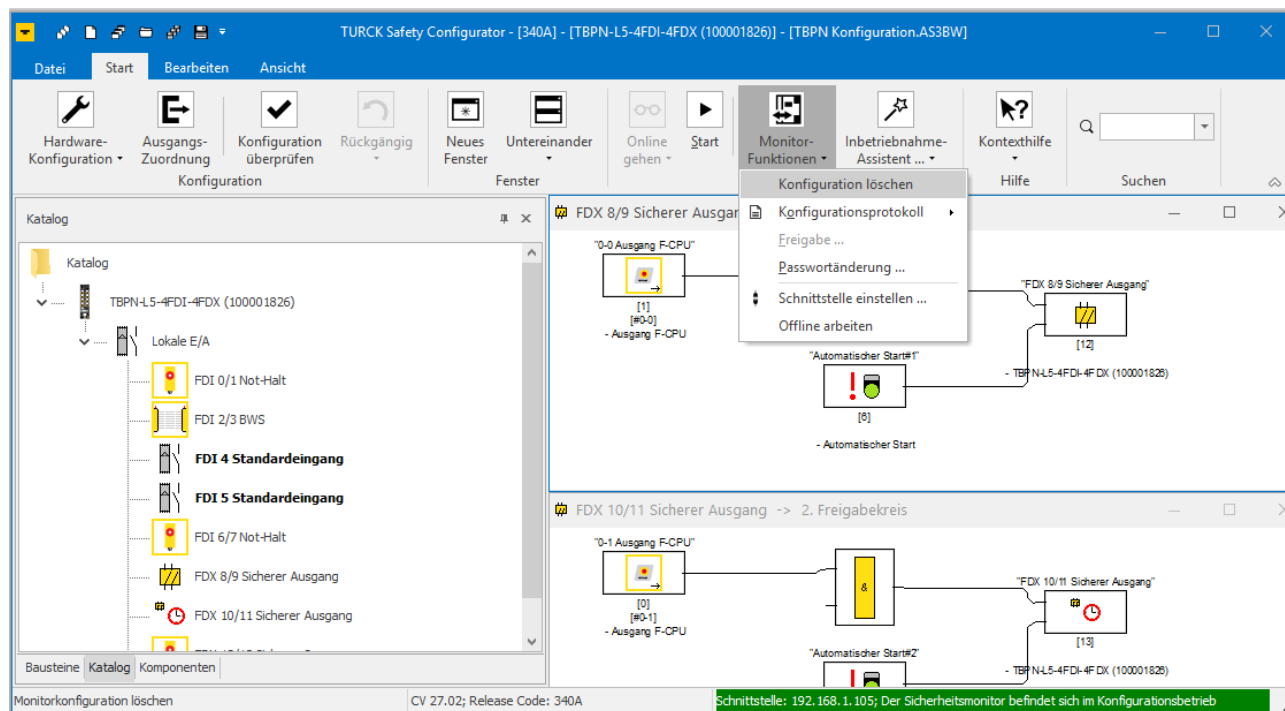 TURCK Safety Configurator - [340A] - [TBPN-L5-4FDI-4FDX (100001826)] - [TBPN Konfiguration.AS3BW]
Datei Start Bearbeiten Ansicht
Hardware-Konfiguration
Ausgangs-Zuordnung
Konfiguration überprüfen
Rückgängig
Neues Fenster
Untereinander
Online gehen
Start
Monitor-Funktionen
Inbetriebnahme-Assistent ...
Kontexthilfe
Konfiguration
Fenster
Hilfe
Suchen
Konfiguration löschen
Konfigurationsprotokoll
Freigabe ...
Passwortänderung ...
Schnittstelle einstellen ...
Offline arbeiten
Katalog
Katalog
TBPN-L5-4FDI-4FDX (100001826)
Lokale E/A
FDI 0/1 Not-Halt
FDI 2/3 BWS
FDI 4 Standardeingang
FDI 5 Standardeingang
FDI 6/7 Not-Halt
FDX 8/9 Sicherer Ausgang
FDX 10/11 Sicherer Ausgang
Bausteine Katalog Komponenten
FDX 8/9 Sicherer Ausgan
"0-0 Ausgang F-CPU"
[1]
[#0-0]
- Ausgang F-CPU
"FDX 8/9 Sicherer Ausgang"
[12]
- TBPN-L5-4FDI-4FDX (100001826)
"Automatischer Start#1"
[6]
- Automatischer Start
FDX 10/11 Sicherer Ausgang -> 2. Freigabekreis
"0-1 Ausgang F-CPU"
[0]
[#0-1]
- Ausgang F-CPU
&
"FDX 10/11 Sicherer Ausgang"
[13]
- TBPN-L5-4FDI-4FDX (100001826)
"Automatischer Start#2"
Monitorkonfiguration löschen
CV 27.02; Release Code: 340A
Schnittstelle: 192.168.1.105; Der Sicherheitsmonitor befindet sich im Konfigurationsbetrieb